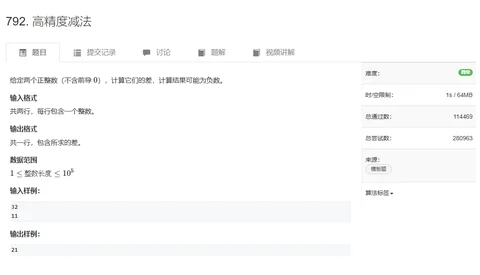 792. 高精度减法
题目 提交记录 讨论 题解 视频讲解
给定两个正整数（不含前导 0），计算它们的差，计算结果可能为负数。
输入格式
共两行，每行包含一个整数。
输出格式
共一行，包含所求的差。
数据范围
1 ≤ 整数长度 ≤ 10⁵
输入样例：
32
11
输出样例：
21
难度： 简单
时/空限制： 1s / 64MB
总通过数： 114469
总尝试数： 280963
来源：
模板题
算法标签